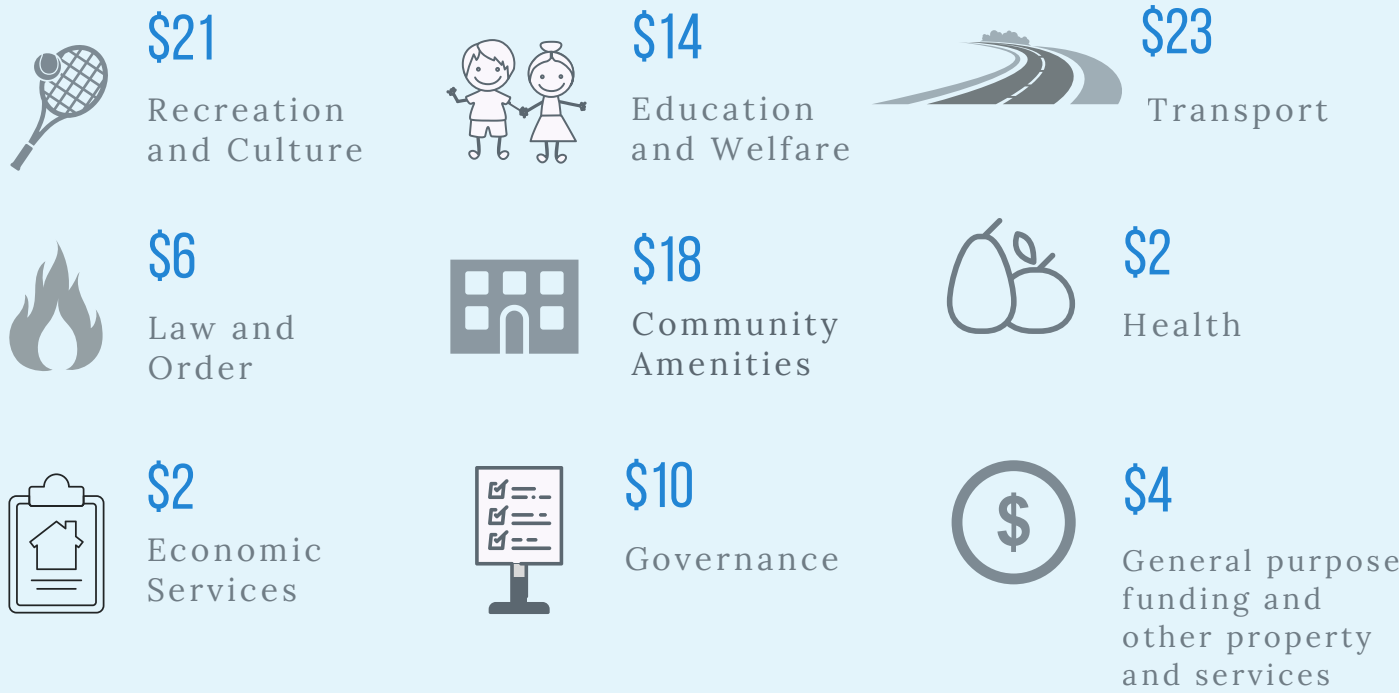 $21
Recreation
and Culture
$14
Education
and Welfare
$23
Transport
$6
Law and
Order
$18
Community
Amenities
$2
Health
$2
Economic
Services
$10
Governance
$
$4
General purpose
funding and
other property
and services